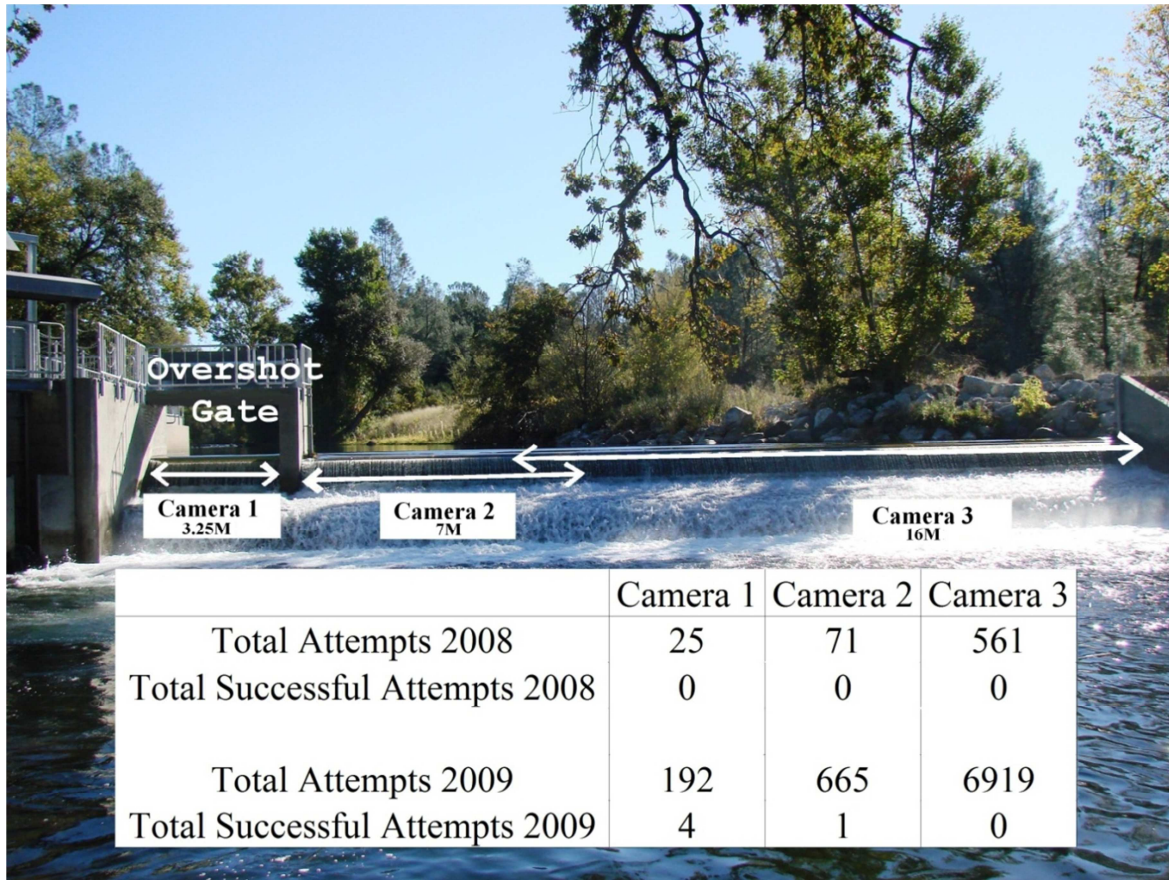 Overshot
Gate
Camera 1
3.25M
Camera 2
7M
Camera 3
16M
Camera 1 Camera 2 Camera 3
Total Attempts 2008 25 71 561
Total Successful Attempts 2008 0 0 0
Total Attempts 2009 192 665 6919
Total Successful Attempts 2009 4 1 0